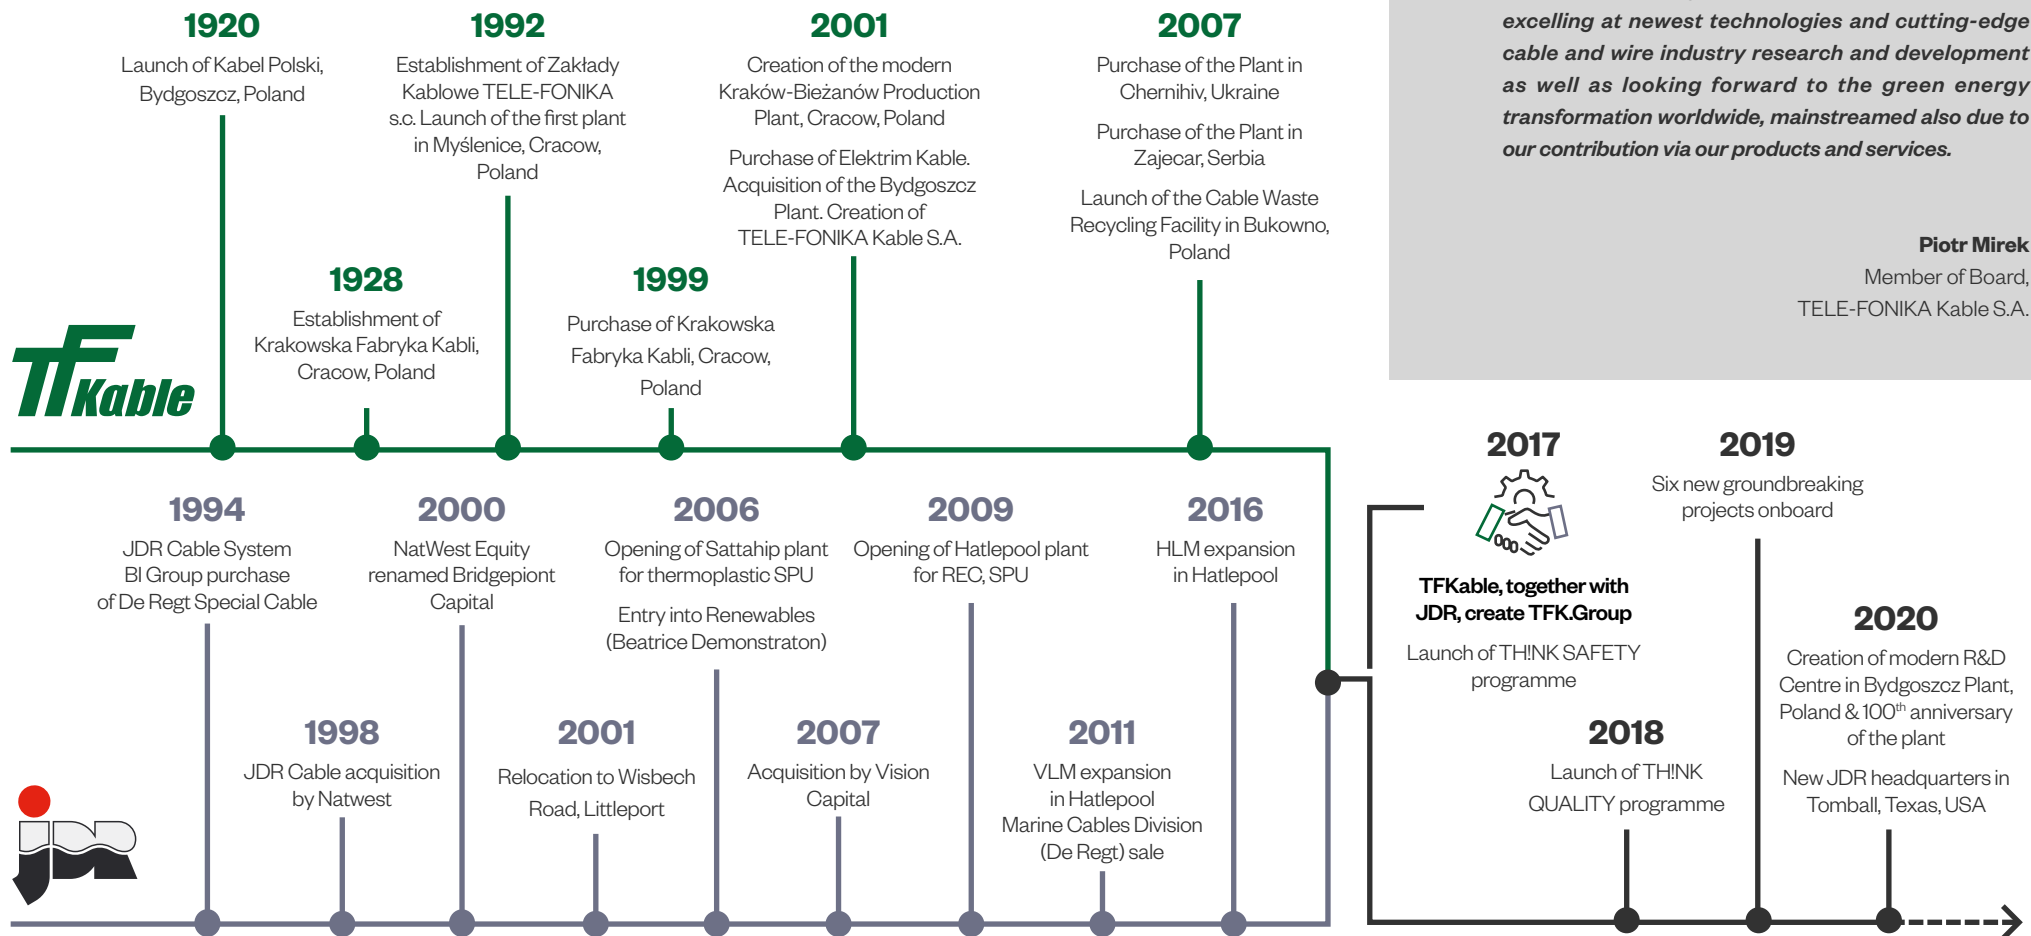 1920
Launch of Kabel Polski,
Bydgoszcz, Poland
1992
Establishment of Zakłady
Kablowe TELE-FONIKA
s.c. Launch of the first plant
in Myślenice, Cracow,
Poland
2001
Creation of the modern
Kraków-Bieżanów Production
Plant, Cracow, Poland
Purchase of Elektrim Kable.
Acquisition of the Bydgoszcz
Plant. Creation of
TELE-FONIKA Kable S.A.
2007
Purchase of the Plant in
Chernihiv, Ukraine
Purchase of the Plant in
Zajecar, Serbia
Launch of the Cable Waste
Recycling Facility in Bukowno,
Poland
excelling at newest technologies and cutting-edge
cable and wire industry research and development
as well as looking forward to the green energy
transformation worldwide, mainstreamed also due to
our contribution via our products and services.
Piotr Mirek
Member of Board,
TELE-FONIKA Kable S.A.
1928
Establishment of
Krakowska Fabryka Kabli,
Cracow, Poland
1999
Purchase of Krakowska
Fabryka Kabli, Cracow,
Poland
TF Kable
1994
JDR Cable System
BI Group purchase
of De Regt Special Cable
2000
NatWest Equity
renamed Bridgepiont
Capital
2006
Opening of Sattahip plant
for thermoplastic SPU
Entry into Renewables
(Beatrice Demonstraton)
2009
Opening of Hatlepool plant
for REC, SPU
2016
HLM expansion
in Hatlepool
1998
JDR Cable acquisition
by Natwest
2001
Relocation to Wisbech
Road, Littleport
2007
Acquisition by Vision
Capital
2011
VLM expansion
in Hatlepool
Marine Cables Division
(De Regt) sale
jDR
2017
TFKable, together with
JDR, create TFK.Group
Launch of TH!NK SAFETY
programme
2019
Six new groundbreaking
projects onboard
2018
Launch of TH!NK
QUALITY programme
2020
Creation of modern R&D
Centre in Bydgoszcz Plant,
Poland & 100th anniversary
of the plant
New JDR headquarters in
Tomball, Texas, USA